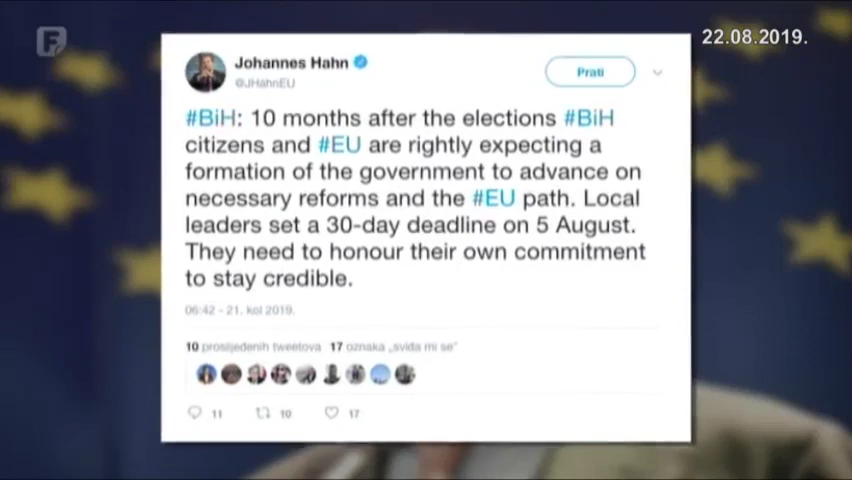 F
22.08.2019.
Johannes Hahn
@JHahnEU
Prati
#BiH: 10 months after the elections #BiH
citizens and #EU are rightly expecting a
formation of the government to advance on
necessary reforms and the #EU path. Local
leaders set a 30-day deadline on 5 August.
They need to honour their own commitment
to stay credible.
06:42 - 21. kol 2019.
10 proslijeđenih tweetova 17 oznaka „sviđa mi se"
11 10 17